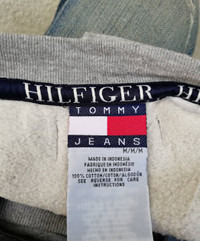 HILFIGER HI
TOMMY
JEANS
M/M/M
MADE IN INDONESIA
FABRIQUE EN INDONESIE
HECHO EN INDONESIA
100% COTTON/COTON/ALGODON
SEE REVERSE FOR CARE
INSTRUCTIONS